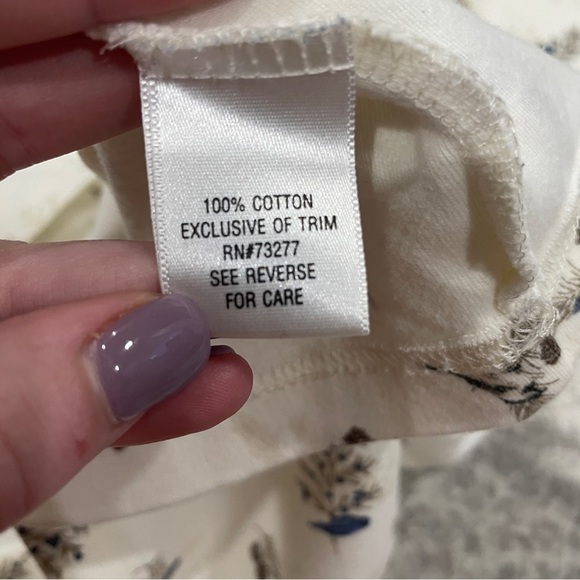 100% COTTON
EXCLUSIVE OF TRIM
RN#73277
SEE REVERSE
FOR CARE